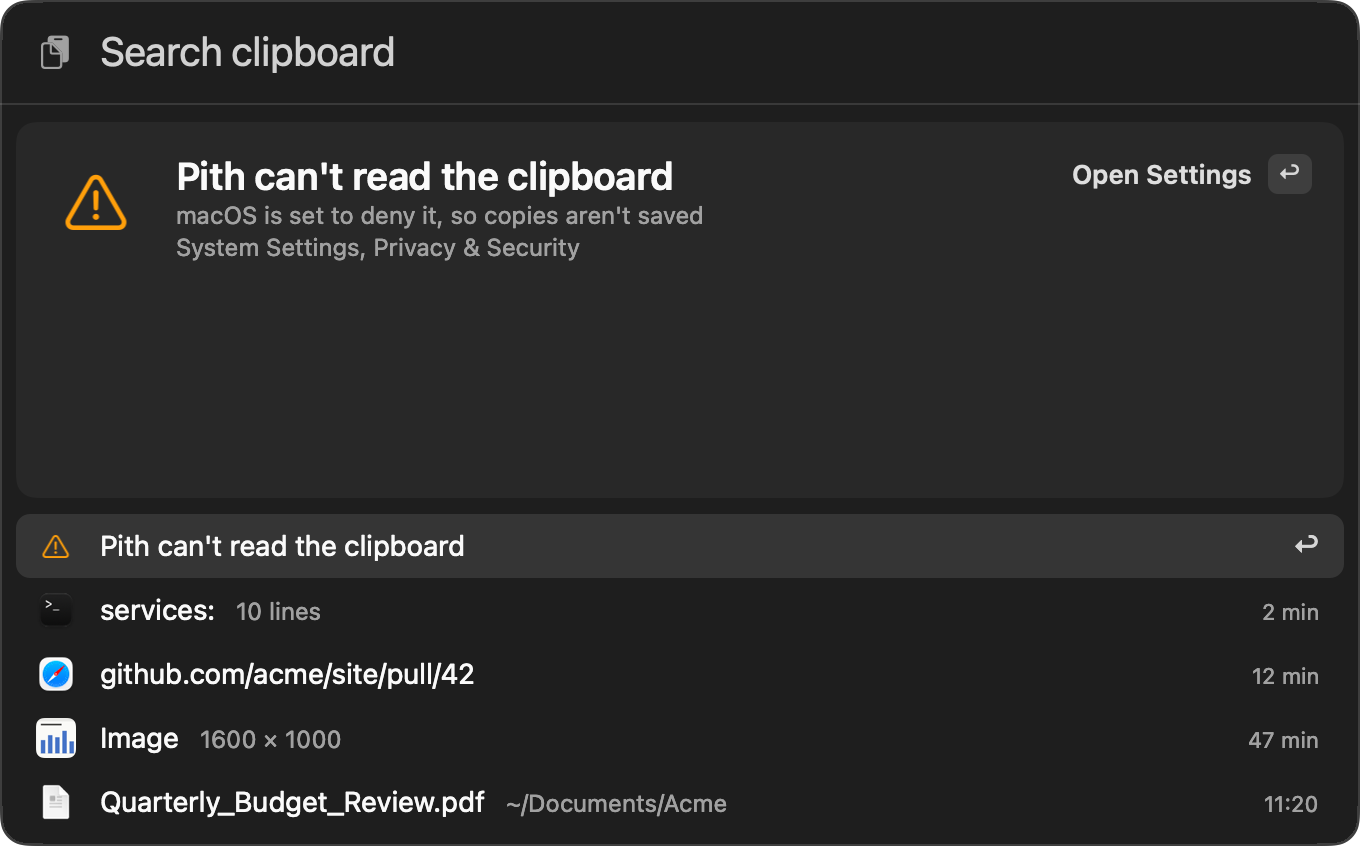 Search clipboard
Pith can't read the clipboard
Open Settings
macOS is set to deny it, so copies aren't saved
System Settings, Privacy & Security
Pith can't read the clipboard
services: 10 lines 2 min
github.com/acme/site/pull/42 12 min
Image 1600 × 1000 47 min
Quarterly_Budget_Review.pdf ~/Documents/Acme 11:20